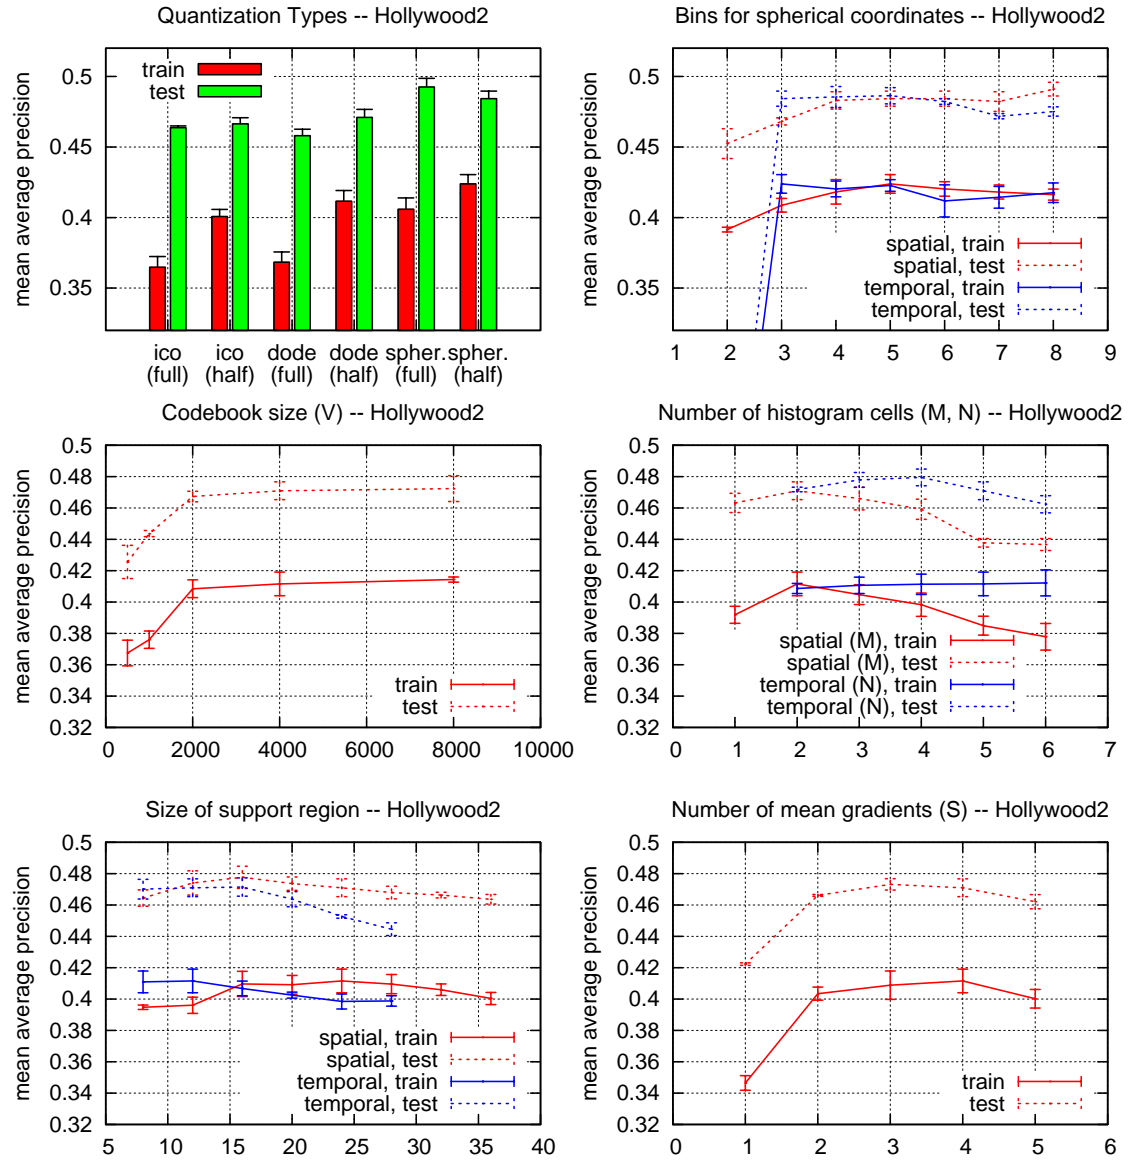 Quantization Types -- Hollywood2
mean average precision
0.5
0.45
0.4
0.35
train
test
ico
(full)
ico
(half)
dode
(full)
dode
(half)
spher.
(full)
spher.
(half)
Bins for spherical coordinates -- Hollywood2
mean average precision
0.5
0.45
0.4
0.35
spatial, train
spatial, test
temporal, train
temporal, test
1 2 3 4 5 6 7 8 9
Codebook size (V) -- Hollywood2
mean average precision
0.5
0.48
0.46
0.44
0.42
0.4
0.38
0.36
0.34
0.32
train
test
0 2000 4000 6000 8000 10000
Number of histogram cells (M, N) -- Hollywood2
mean average precision
0.5
0.48
0.46
0.44
0.42
0.4
0.38
0.36
0.34
0.32
spatial (M), train
spatial (M), test
temporal (N), train
temporal (N), test
0 1 2 3 4 5 6 7
Size of support region -- Hollywood2
mean average precision
0.5
0.48
0.46
0.44
0.42
0.4
0.38
0.36
0.34
0.32
spatial, train
spatial, test
temporal, train
temporal, test
5 10 15 20 25 30 35 40
Number of mean gradients (S) -- Hollywood2
mean average precision
0.5
0.48
0.46
0.44
0.42
0.4
0.38
0.36
0.34
0.32
train
test
0 1 2 3 4 5 6